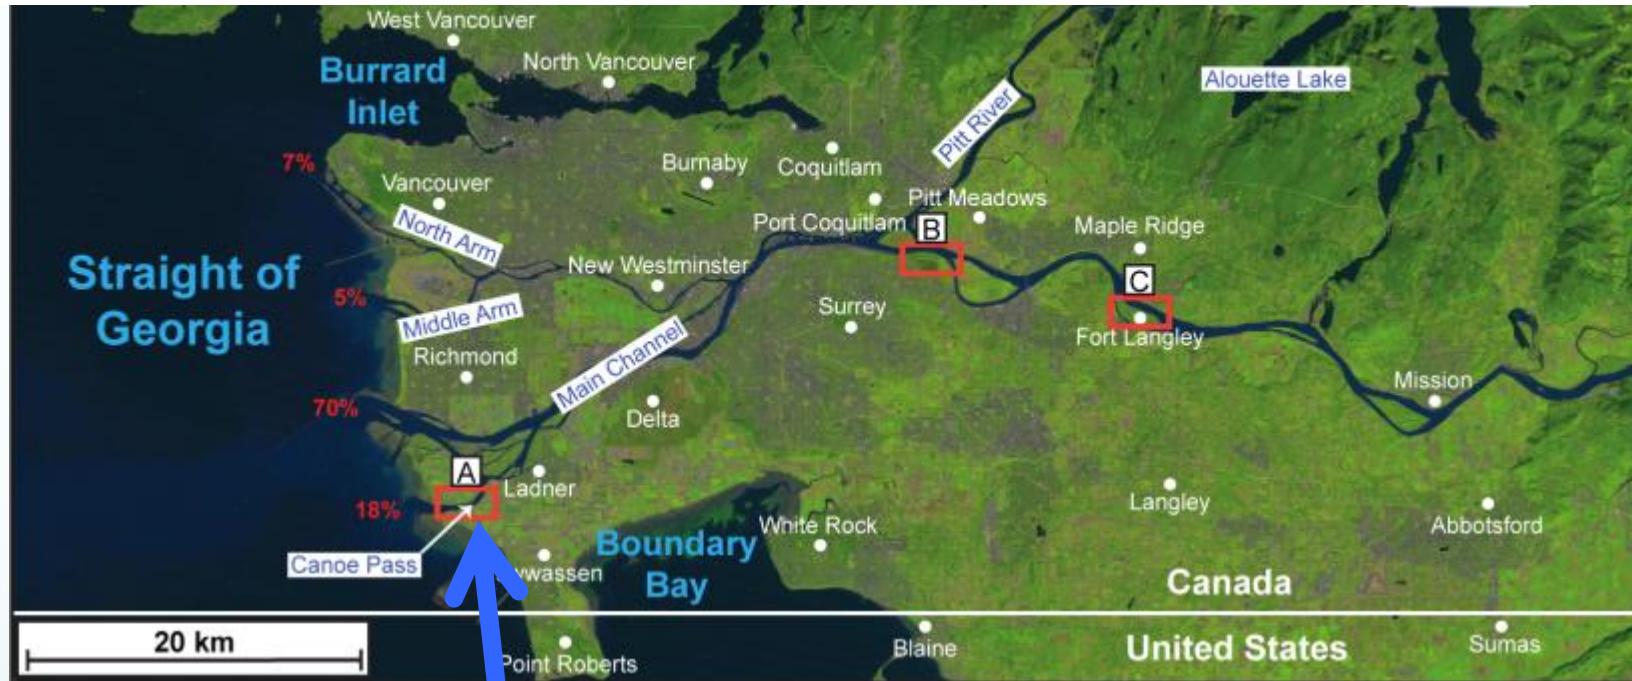 West Vancouver
Burrard
Inlet
North Vancouver
Alouette Lake
Pitt River
7%
Vancouver
Burnaby
Coquitlam
Pitt Meadows
North Arm
Port Coquitlam
B
Maple Ridge
Straight of
Georgia
New Westminster
C
5%
Middle Arm
Surrey
Fort Langley
Richmond
Main Channel
Mission
70%
Delta
A
Ladner
18%
Langley
Abbotsford
White Rock
Canoe Pass
Boundary
Bay
wwassen
Canada
20 km
Point Roberts
Blaine
United States
Sumas